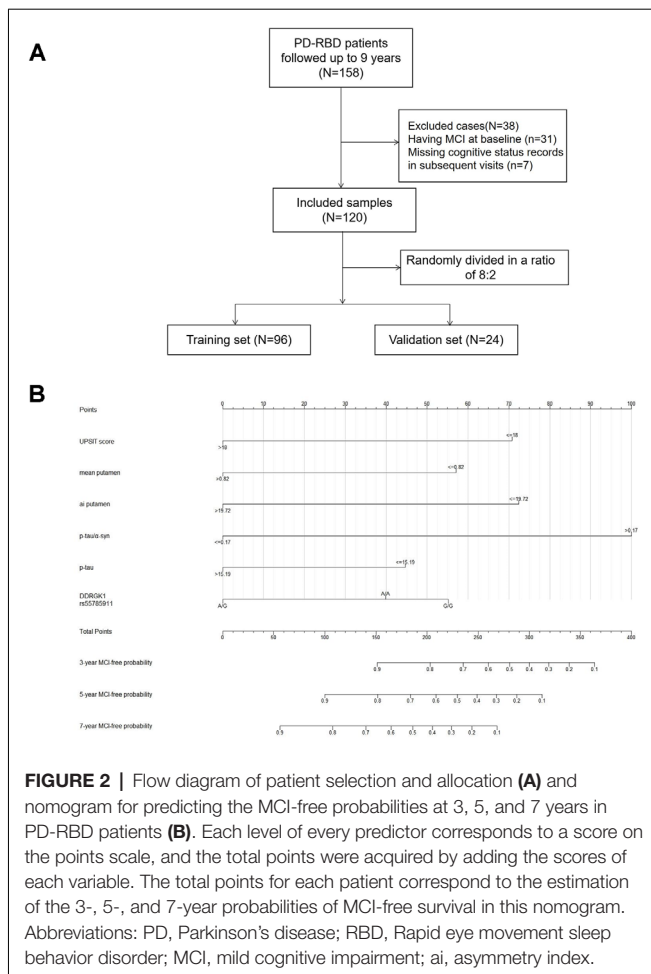 A
PD-RBD patients
followed up to 9 years
(N=158)
Excluded cases(N=38)
Having MCI at baseline (n=31)
Missing cognitive status records
in subsequent visits (n=7)
Included samples
(N=120)
Randomly divided in a ratio
of 8:2
Training set (N=96)
Validation set (N=24)
B
Points
0 10 20 30 40 50 60 70 80 90 100
UPSIT score
<=18
>18
mean putamen
<=0.82
>0.82
ai putamen
<=19.72
>19.72
p-tau/α-syn
>0.17
<=0.17
p-tau
<=15.19
>15.19
DDRGK1
rs55785911
A/A
A/G G/G
Total Points
0 50 100 150 200 250 300 350 400
3-year MCI-free probability
0.9 0.8 0.7 0.6 0.5 0.4 0.3 0.2 0.1
5-year MCI-free probability
0.9 0.8 0.7 0.6 0.5 0.4 0.3 0.2 0.1
7-year MCI-free probability
0.9 0.8 0.7 0.6 0.5 0.4 0.3 0.2 0.1
FIGURE 2 | Flow diagram of patient selection and allocation (A) and
nomogram for predicting the MCI-free probabilities at 3, 5, and 7 years in
PD-RBD patients (B). Each level of every predictor corresponds to a score on
the points scale, and the total points were acquired by adding the scores of
each variable. The total points for each patient correspond to the estimation
of the 3-, 5-, and 7-year probabilities of MCI-free survival in this nomogram.
Abbreviations: PD, Parkinson's disease; RBD, Rapid eye movement sleep
behavior disorder; MCI, mild cognitive impairment; ai, asymmetry index.